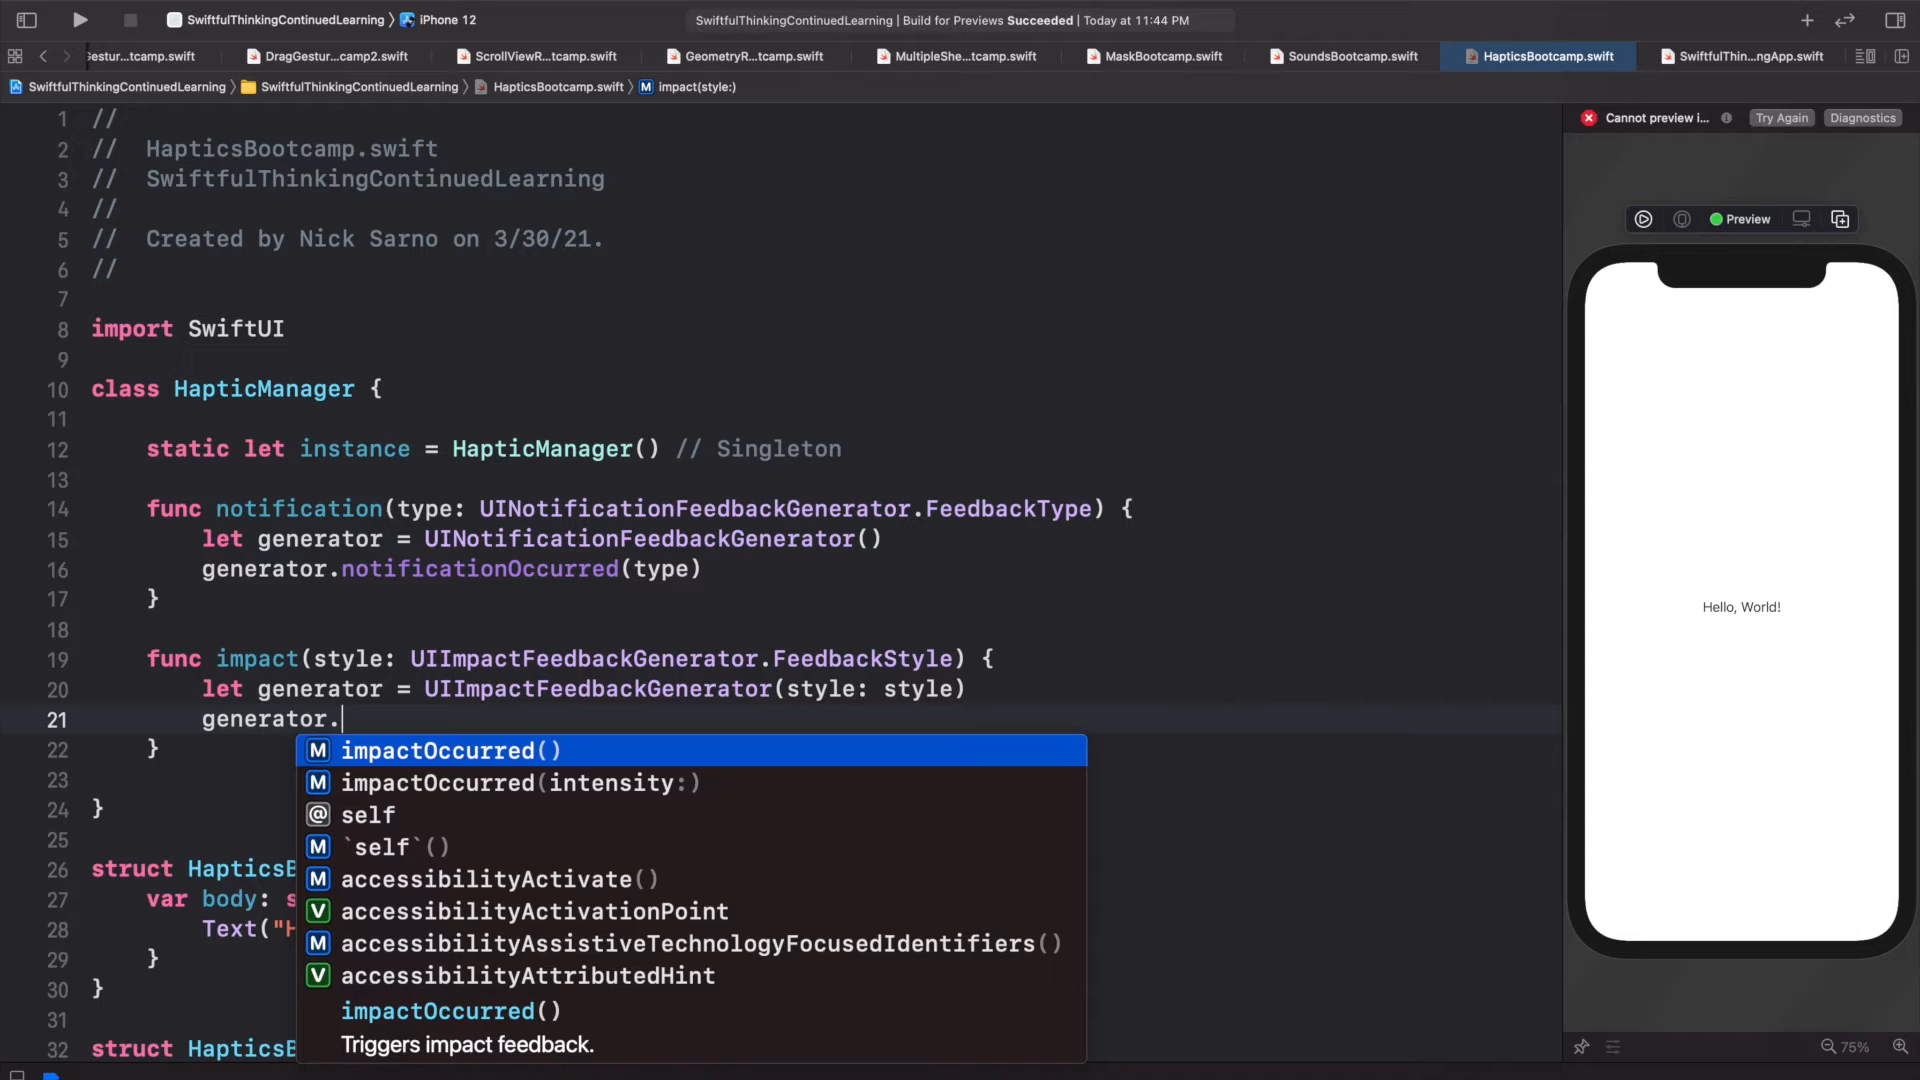 SwiftfulThinkingContinuedLearning 〉 iPhone 12
SwiftfulThinkingContinuedLearning | Build for Previews Succeeded | Today at 11:44 PM
Gestur...tcamp.swift
DragGestur...camp2.swift
ScrollViewR...tcamp.swift
GeometryR...tcamp.swift
MultipleShe...tcamp.swift
MaskBootcamp.swift
SoundsBootcamp.swift
HapticsBootcamp.swift
SwiftfulThin...ngApp.swift
SwiftfulThinkingContinuedLearning 〉 SwiftfulThinkingContinuedLearning 〉 HapticsBootcamp.swift 〉 M impact(style:)
1 //
2 //  HapticsBootcamp.swift
3 //  SwiftfulThinkingContinuedLearning
4 //
5 //  Created by Nick Sarno on 3/30/21.
6 //
7
8 import SwiftUI
9
10 class HapticManager {
11
12     static let instance = HapticManager() // Singleton
13
14     func notification(type: UINotificationFeedbackGenerator.FeedbackType) {
15         let generator = UINotificationFeedbackGenerator()
16         generator.notificationOccurred(type)
17     }
18
19     func impact(style: UIImpactFeedbackGenerator.FeedbackStyle) {
20         let generator = UIImpactFeedbackGenerator(style: style)
21         generator.
22     }
23
24 }
25
26 struct HapticsB
27     var body: s
28         Text("H
29     }
30 }
31
32 struct HapticsB
M impactOccurred()
M impactOccurred(intensity:)
@ self
M `self`()
M accessibilityActivate()
V accessibilityActivationPoint
M accessibilityAssistiveTechnologyFocusedIdentifiers()
V accessibilityAttributedHint
impactOccurred()
Triggers impact feedback.
Cannot preview i... Try Again Diagnostics
Preview
Hello, World!
75%